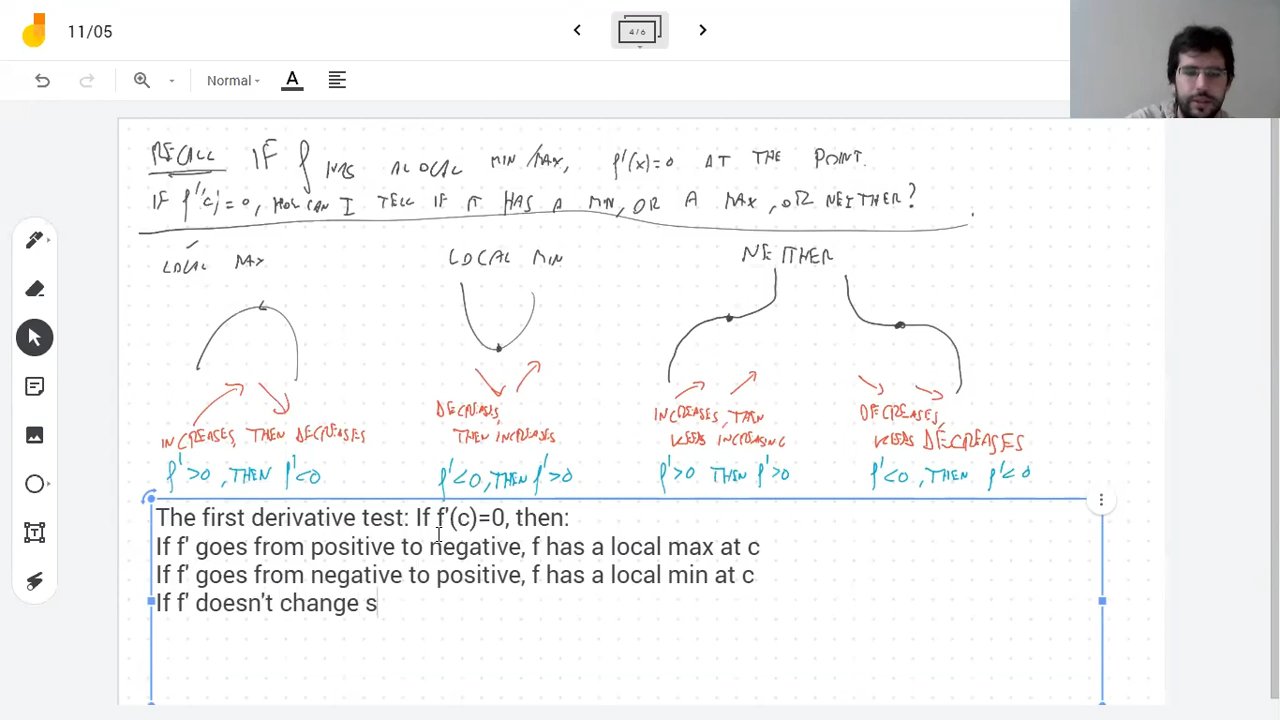 11/05
4/6
Normal
A
RECALL IF f HAS A LOCAL MIN/MAX, f'(x)=0 AT THE POINT.
IF f'(c)=0, HOW CAN I TELL IF IT HAS A MIN, OR A MAX, OR NEITHER?
LOCAL MAX
LOCAL MIN
NEITHER
INCREASES, THEN DECREASES
DECREASES, THEN INCREASES
INCREASES, THEN KEEPS INCREASING
DECREASES, KEEPS DECREASES
f'>0, THEN f'<0
f'<0, THEN f'>0
f'>0 THEN f'>0
f'<0, THEN f'<0
The first derivative test: If f'(c)=0, then:
If f' goes from positive to negative, f has a local max at c
If f' goes from negative to positive, f has a local min at c
If f' doesn't change s